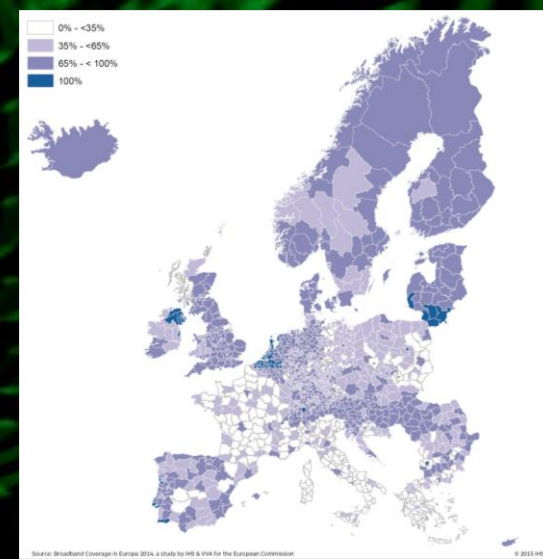 0% - <35%
35% - <65%
65% - < 100%
100%
Source: Broadband Coverage in Europe 2014, a study by IHS & VVA for the European Commission
© 2015 IHS